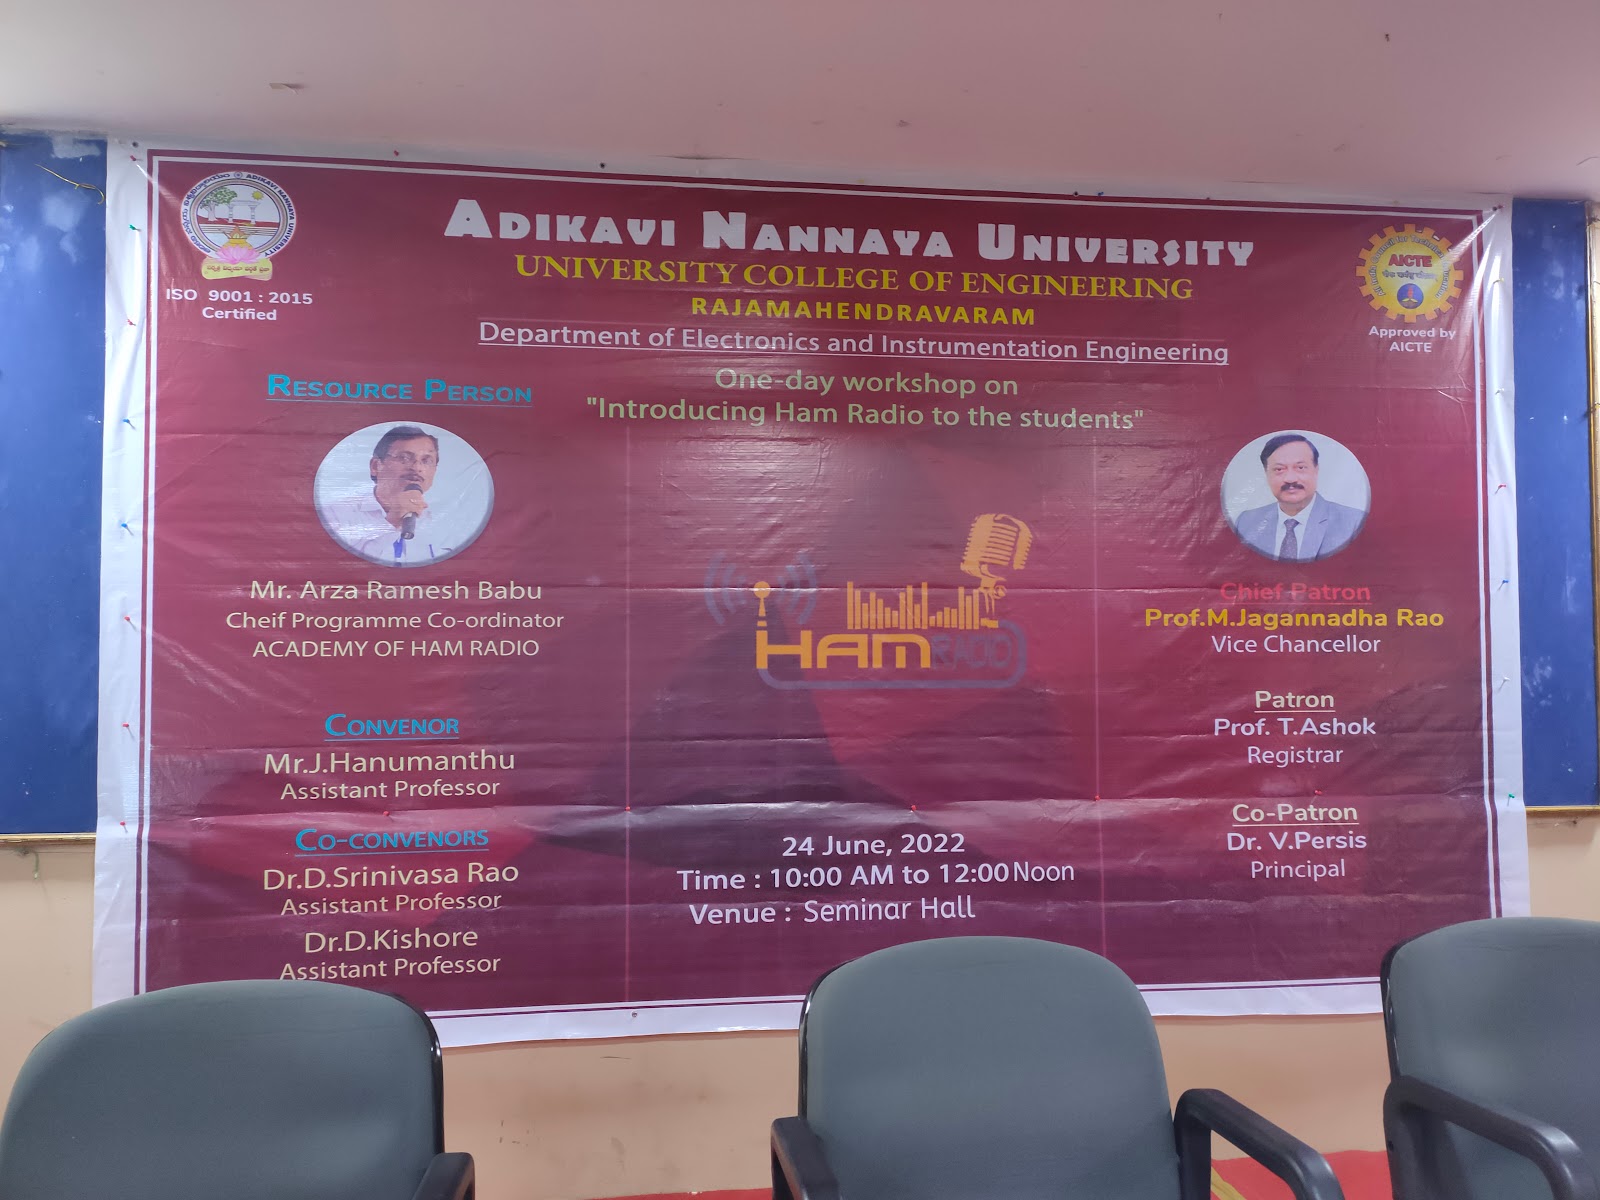 ADIKAVI NANNAYA UNIVERSITY
ISO 9001 : 2015
Certified
ADIKAVI NANNAYA UNIVERSITY
UNIVERSITY COLLEGE OF ENGINEERING
RAJAMAHENDRAVARAM
Department of Electronics and Instrumentation Engineering
One-day workshop on
"Introducing Ham Radio to the students"
AICTE
Approved by
AICTE
RESOURCE PERSON
Mr. Arza Ramesh Babu
Cheif Programme Co-ordinator
ACADEMY OF HAM RADIO
CONVENOR
Mr.J.Hanumanthu
Assistant Professor
CO-CONVENORS
Dr.D.Srinivasa Rao
Assistant Professor
Dr.D.Kishore
Assistant Professor
HAM RADIO
24 June, 2022
Time : 10:00 AM to 12:00 Noon
Venue : Seminar Hall
Chief Patron
Prof.M.Jagannadha Rao
Vice Chancellor
Patron
Prof. T.Ashok
Registrar
Co-Patron
Dr. V.Persis
Principal